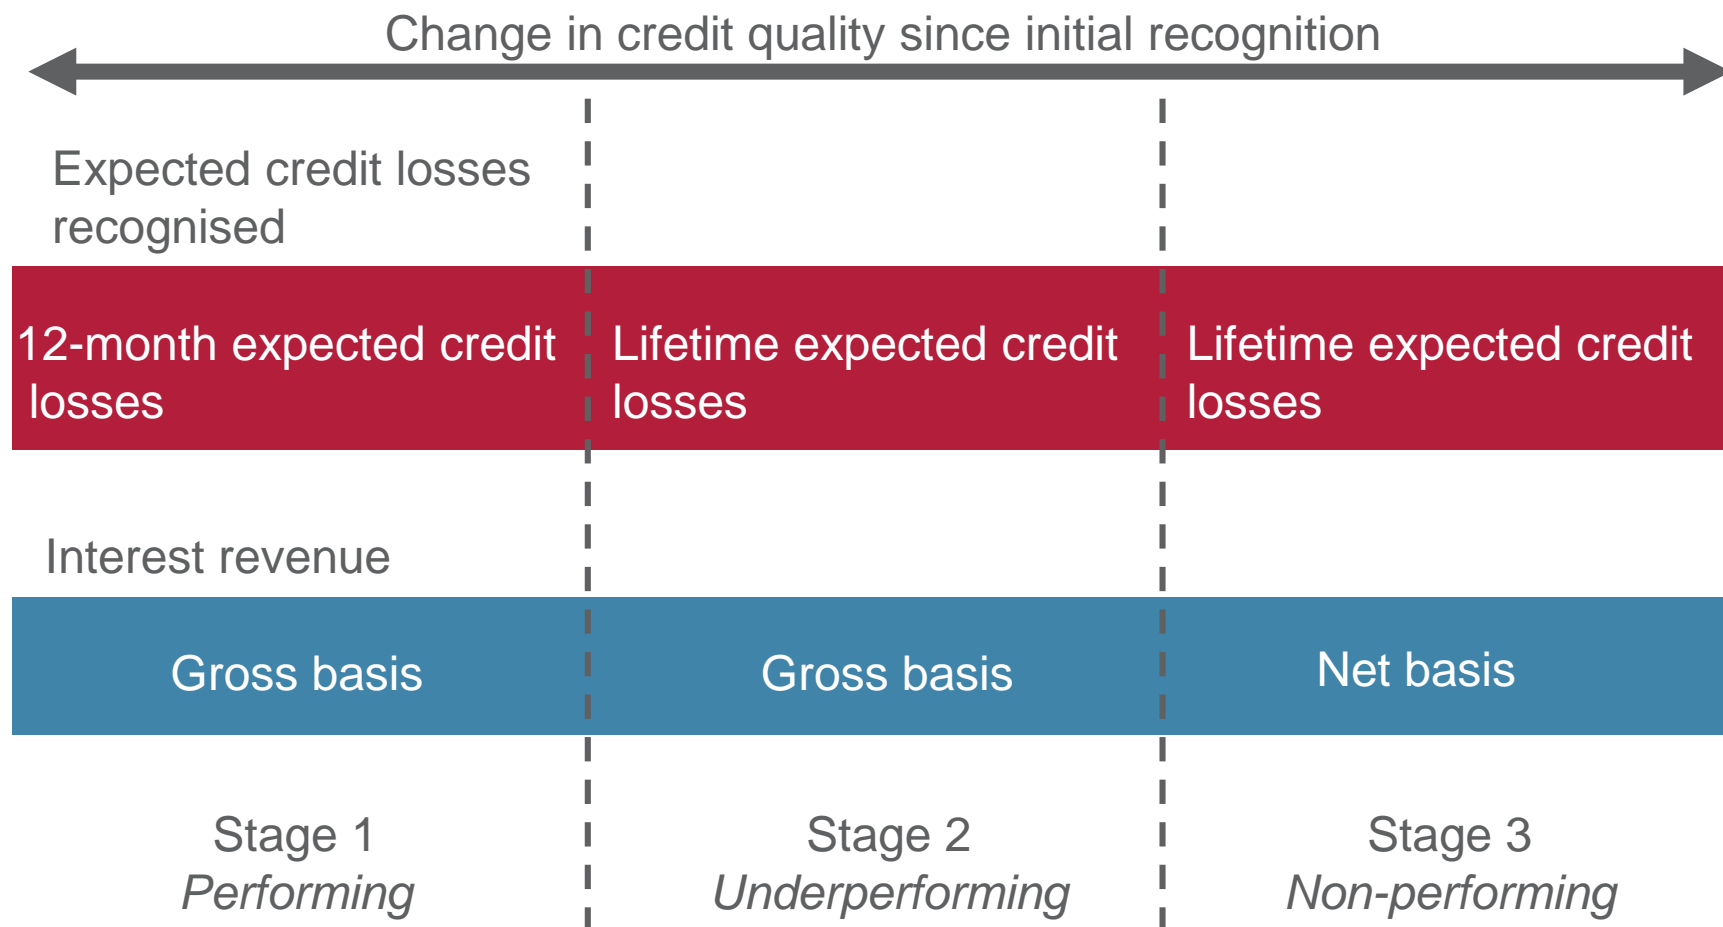 Change in credit quality since initial recognition
Expected credit losses
recognised
12-month expected credit
losses
Lifetime expected credit
losses
Lifetime expected credit
losses
Interest revenue
Gross basis
Gross basis
Net basis
Stage 1
Performing
Stage 2
Underperforming
Stage 3
Non-performing